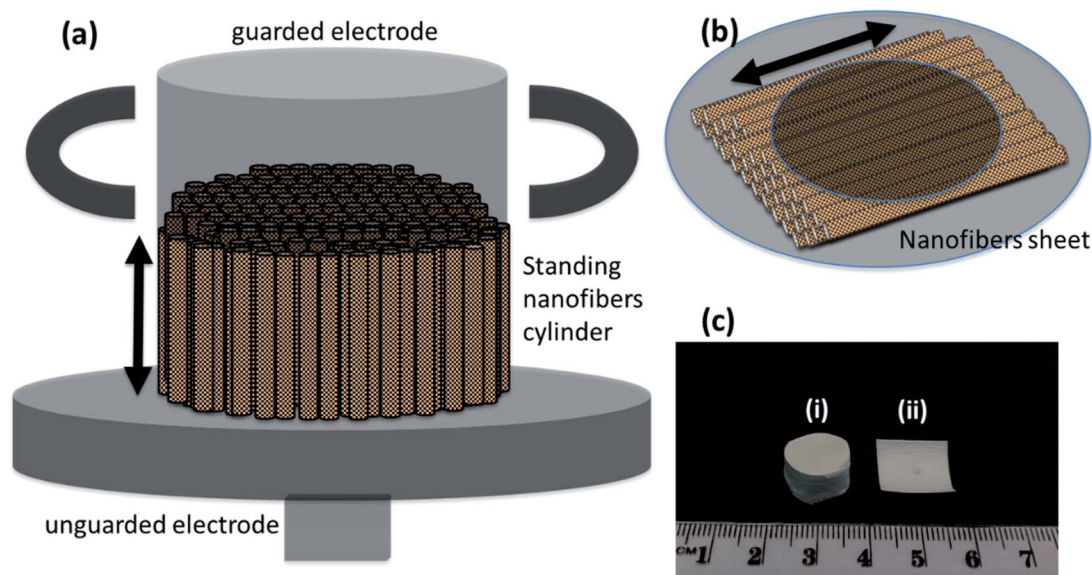 (a)
guarded electrode
Standing
nanofibers
cylinder
unguarded electrode
(b)
Nanofibers sheet
(c)
(i) (ii)
CM 1 2 3 4 5 6 7